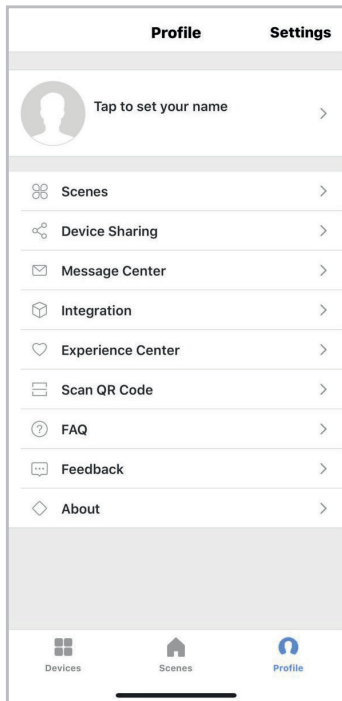 Profile
Settings
Tap to set your name
Scenes
Device Sharing
Message Center
Integration
Experience Center
Scan QR Code
FAQ
Feedback
About
Devices
Scenes
Profile